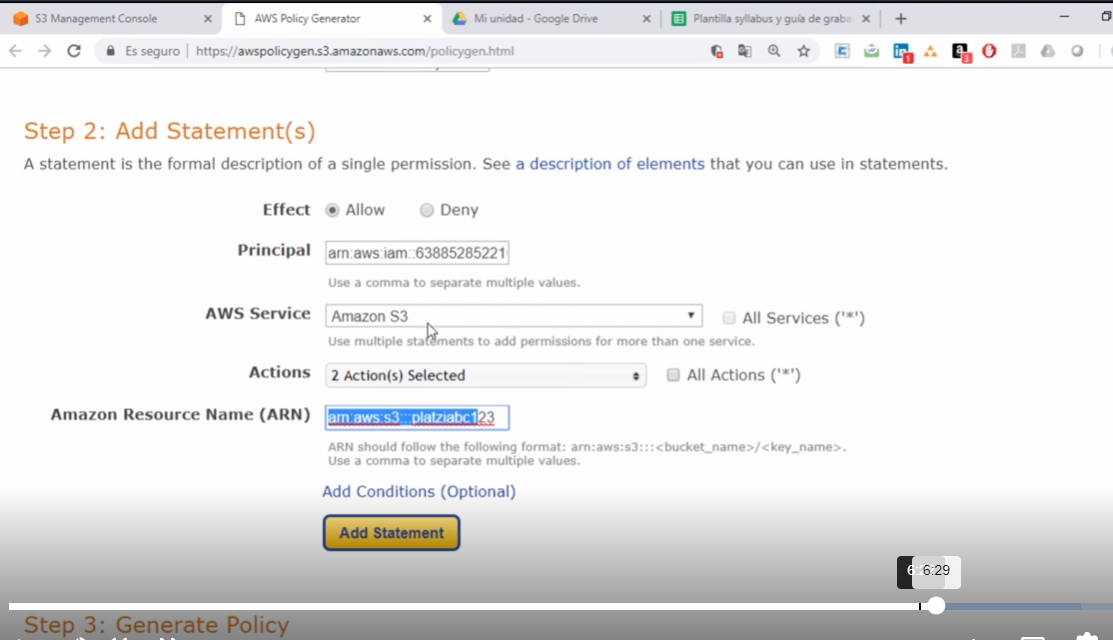 S3 Management Console
AWS Policy Generator
Mi unidad - Google Drive
Plantilla syllabus y guía de graba
Es seguro
https://awspolicygen.s3.amazonaws.com/policygen.html
1
a
3
Step 2: Add Statement(s)
A statement is the formal description of a single permission. See a description of elements that you can use in statements.
Effect Allow Deny
Principal arn:aws:iam::63885285221
Use a comma to separate multiple values.
AWS Service Amazon S3 All Services ('*')
Use multiple statements to add permissions for more than one service.
Actions 2 Action(s) Selected All Actions ('*')
Amazon Resource Name (ARN) arn:aws:s3:::platziabc123
ARN should follow the following format: arn:aws:s3:::<bucket_name>/<key_name>.
Use a comma to separate multiple values.
Add Conditions (Optional)
Add Statement
6:29
Step 3: Generate Policy